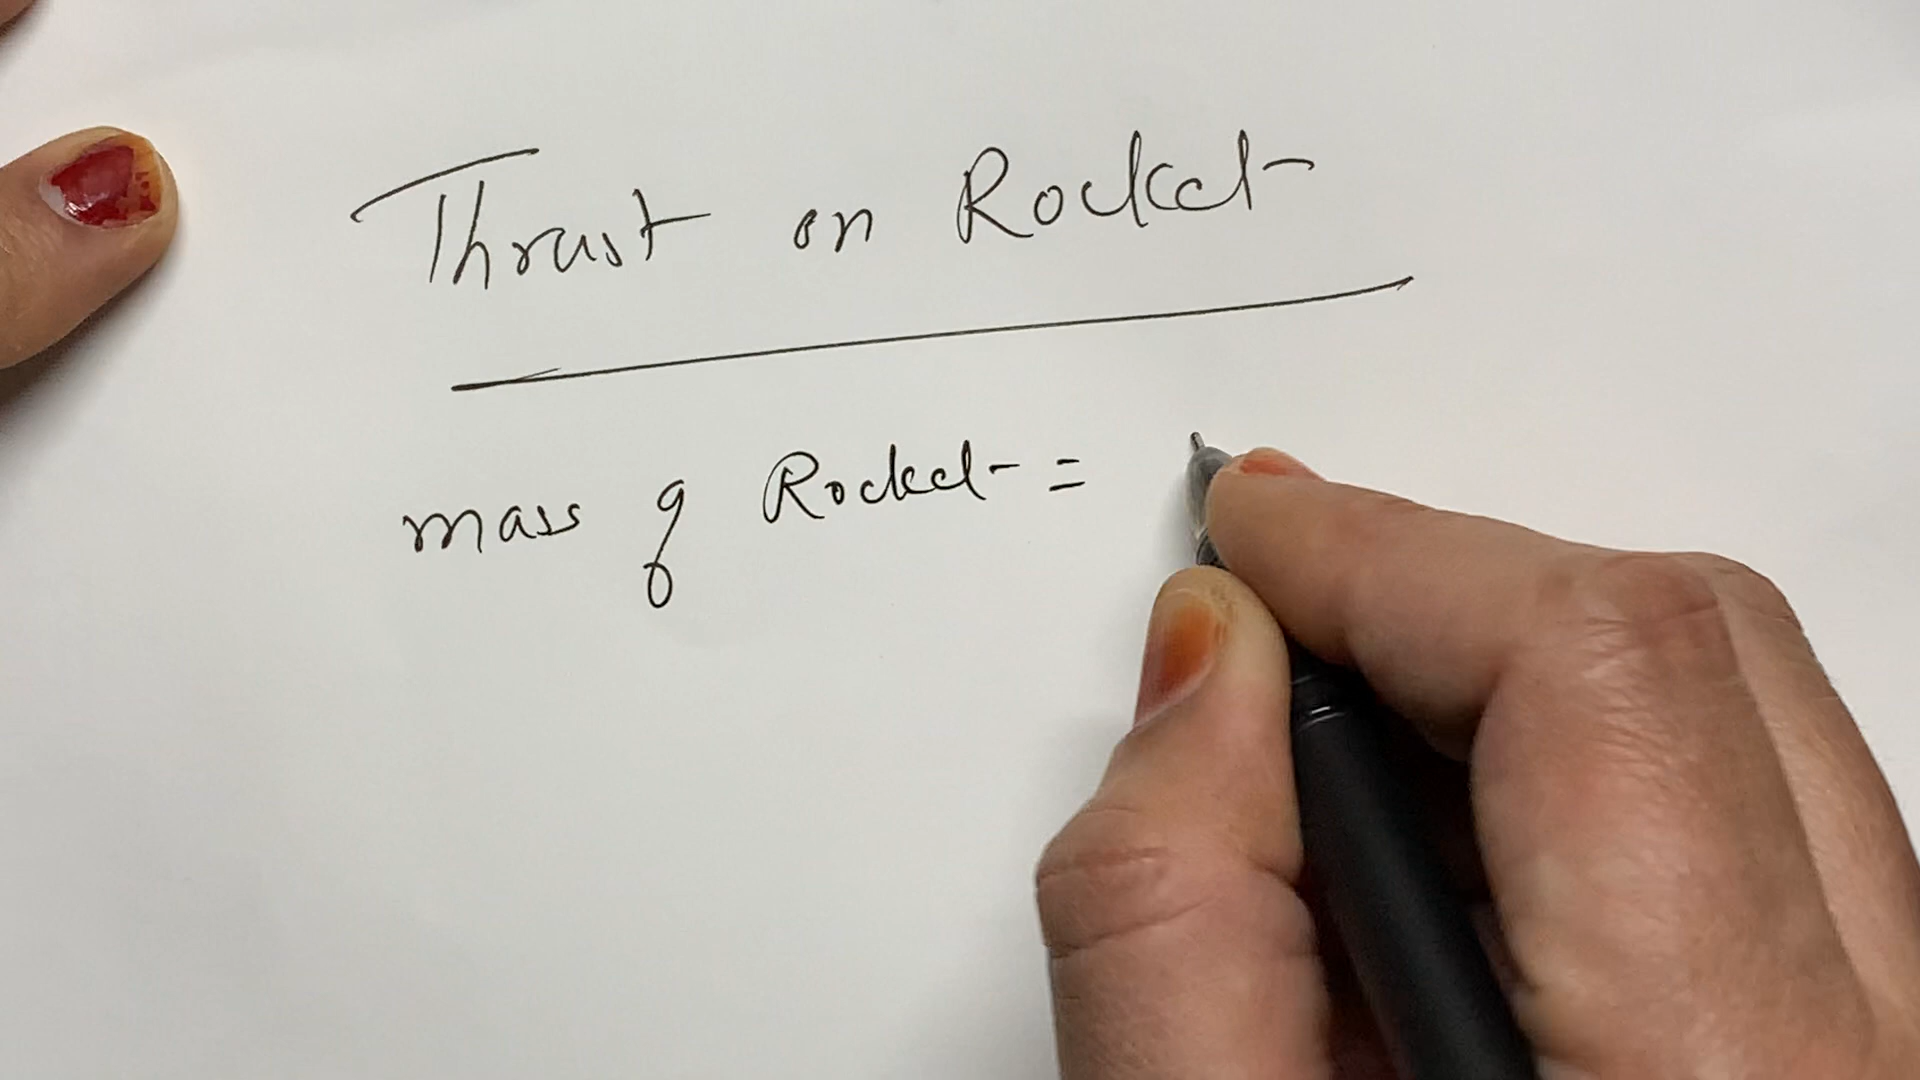 Thrust on Rocket
mass of Rocket =